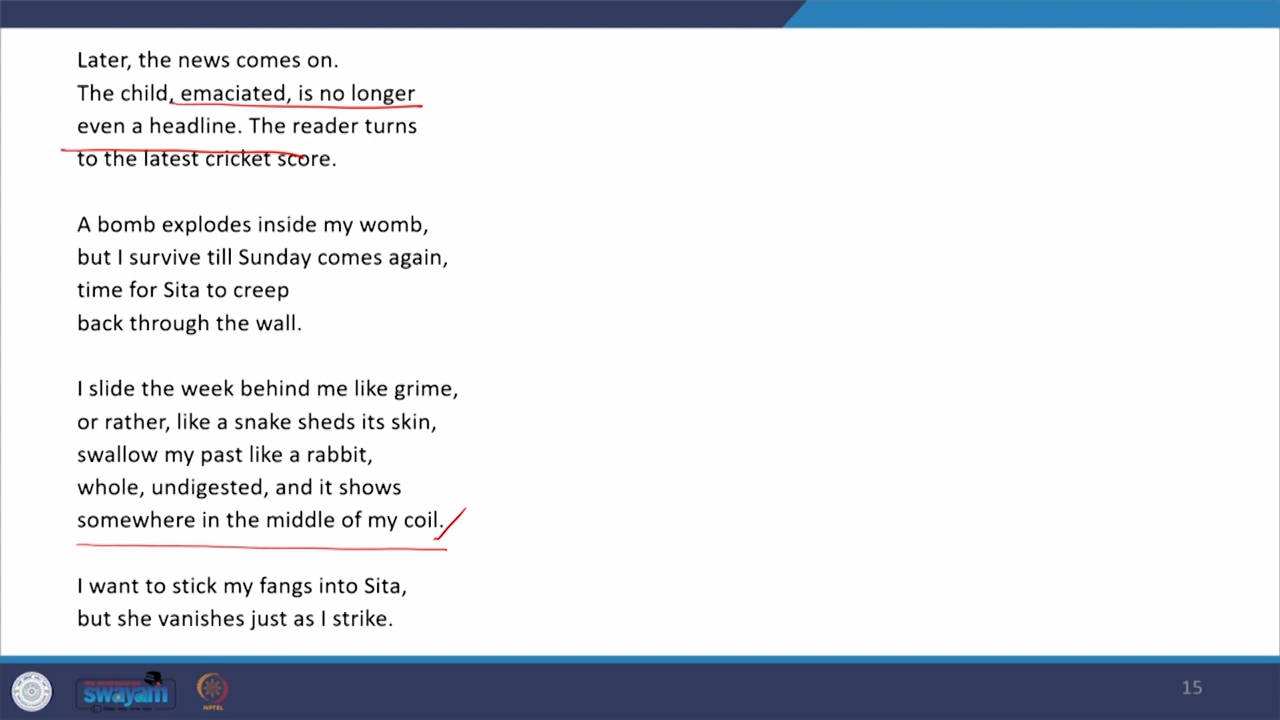 Later, the news comes on.
The child, emaciated, is no longer
even a headline. The reader turns
to the latest cricket score.
A bomb explodes inside my womb,
but I survive till Sunday comes again,
time for Sita to creep
back through the wall.
I slide the week behind me like grime,
or rather, like a snake sheds its skin,
swallow my past like a rabbit,
whole, undigested, and it shows
somewhere in the middle of my coil.
I want to stick my fangs into Sita,
but she vanishes just as I strike.
swayam
NPTEL
15